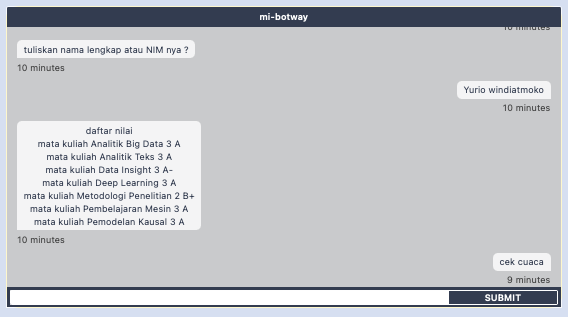 mi-botway
10 minutes
tuliskan nama lengkap atau NIM nya ?
10 minutes
Yurio windiatmoko
10 minutes
daftar nilai
mata kuliah Analitik Big Data 3 A
mata kuliah Analitik Teks 3 A
mata kuliah Data Insight 3 A-
mata kuliah Deep Learning 3 A
mata kuliah Metodologi Penelitian 2 B+
mata kuliah Pembelajaran Mesin 3 A
mata kuliah Pemodelan Kausal 3 A
10 minutes
cek cuaca
9 minutes
SUBMIT